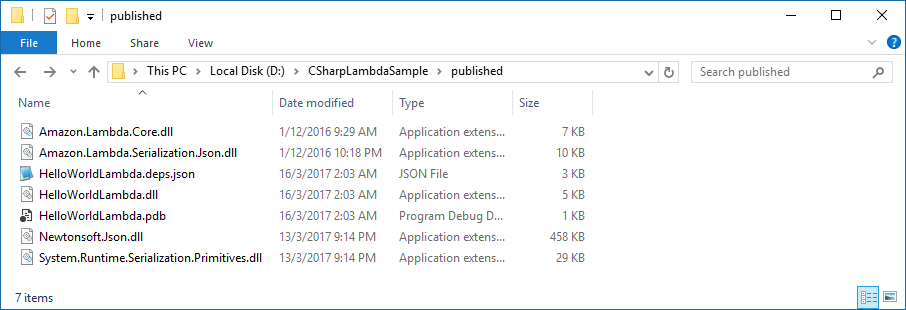 published
File Home Share View
This PC Local Disk (D:) CSharpLambdaSample published Search published
Name Date modified Type Size
Amazon.Lambda.Core.dll 1/12/2016 9:29 AM Application extens... 7 KB
Amazon.Lambda.Serialization.Json.dll 1/12/2016 10:18 PM Application extens... 10 KB
HelloWorldLambda.deps.json 16/3/2017 2:03 AM JSON File 3 KB
HelloWorldLambda.dll 16/3/2017 2:03 AM Application extens... 5 KB
HelloWorldLambda.pdb 16/3/2017 2:03 AM Program Debug D... 1 KB
Newtonsoft.Json.dll 13/3/2017 9:14 PM Application extens... 458 KB
System.Runtime.Serialization.Primitives.dll 13/3/2017 9:14 PM Application extens... 29 KB
7 items